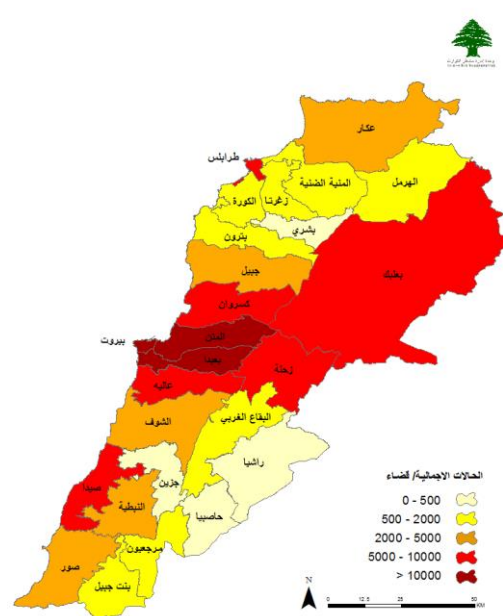 عكار
طرابلس
المنية الضنية
الهرمل
زغرتا
الكورة
بشري
بترون
جبيل
بعلبك
كسروان
المتن
بيروت
بعبدا
زحلة
عاليه
الشوف
البقاع الغربي
راشيا
صيدا
جزين
النبطية
حاصبيا
مرجعيون
صور
بنت جبيل
الحالات الاجمالية/ قضاء
0 - 500
500 - 2000
2000 - 5000
5000 - 10000
> 10000
N
0 12.5 25 50
KM